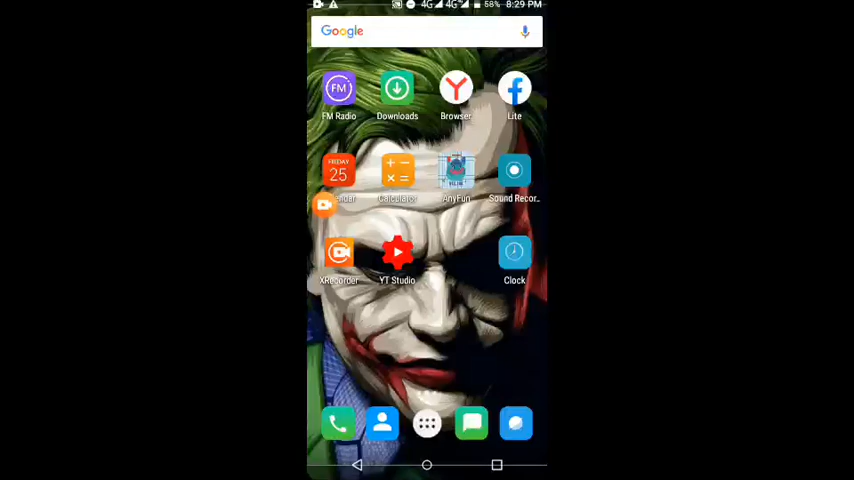 4G 4G 58% 8:29 PM
Google
FM
FM Radio Downloads Browser Lite
FRIDAY
25
Calculator AnyFun Sound Recor..
XRecorder YT Studio Clock